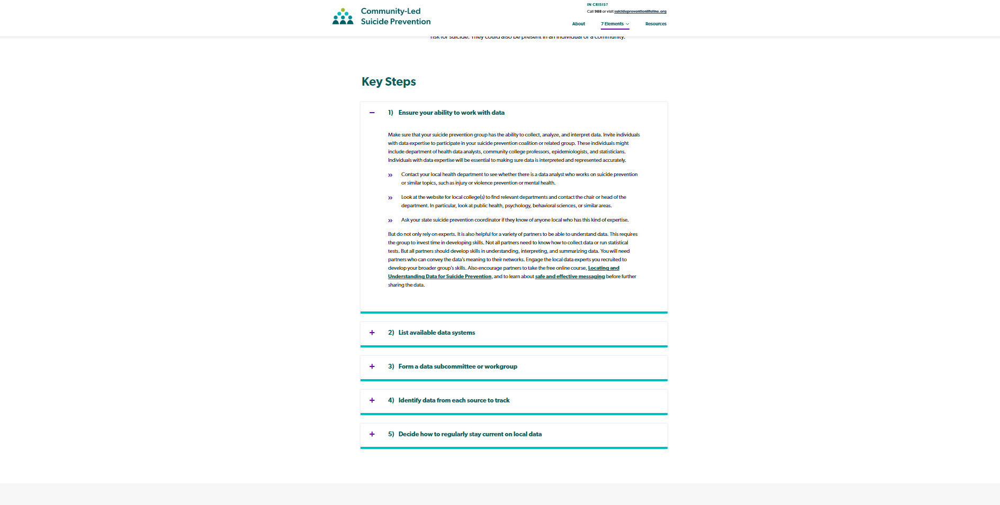 Community-Led
Suicide Prevention
IN CRISIS?
Call 988 or visit suicidepreventionlifeline.org
About
7 Elements
Resources
risk for suicide. They could also be present in an individual or a community.
Key Steps
1) Ensure your ability to work with data
Make sure that your suicide prevention group has the ability to collect, analyze, and interpret data. Invite individuals
with data expertise to participate in your suicide prevention coalition or related group. These individuals might
include department of health data analysts, community college professors, epidemiologists, and statisticians.
Individuals with data expertise will be essential to making sure data is interpreted and represented accurately.
Contact your local health department to see whether there is a data analyst who works on suicide prevention
or similar topics, such as injury or violence prevention or mental health.
Look at the website for local college(s) to find relevant departments and contact the chair or head of the
department. In particular, look at public health, psychology, behavioral sciences, or similar areas.
Ask your state suicide prevention coordinator if they know of anyone local who has this kind of expertise.
But do not only rely on experts. It is also helpful for a variety of partners to be able to understand data. This requires
the group to invest time in developing skills. Not all partners need to know how to collect data or run statistical
tests. But all partners should develop skills in understanding, interpreting, and summarizing data. You will need
partners who can convey the data's meaning to their networks. Engage the local data experts you recruited to
develop your broader group's skills. Also encourage partners to take the free online course, Locating and
Understanding Data for Suicide Prevention, and to learn about safe and effective messaging before further
sharing the data.
2) List available data systems
3) Form a data subcommittee or workgroup
4) Identify data from each source to track
5) Decide how to regularly stay current on local data